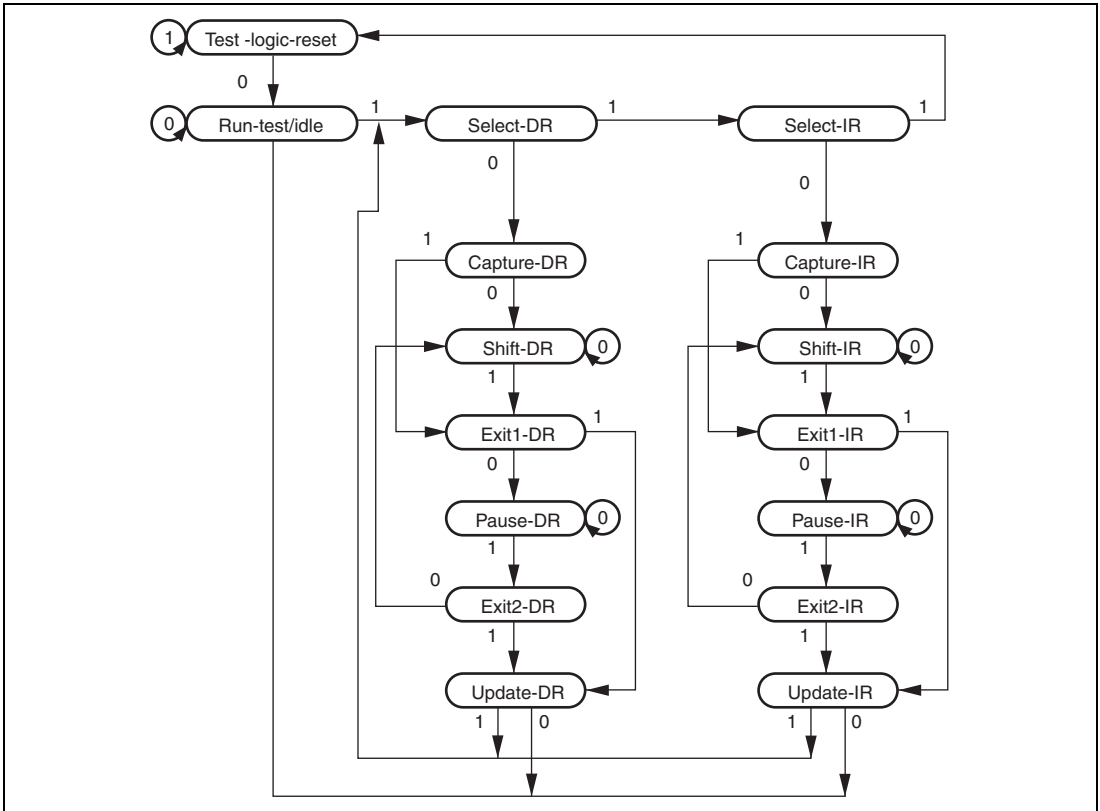 1 Test -logic-reset
0
0 Run-test/idle 1 Select-DR 1 Select-IR 1
0 0
1 1
Capture-DR Capture-IR
0 0
Shift-DR 0 Shift-IR 0
1 1
1 1
Exit1-DR Exit1-IR
0 0
Pause-DR 0 Pause-IR 0
1 1
0 0
Exit2-DR Exit2-IR
1 1
Update-DR Update-IR
1 0 1 0